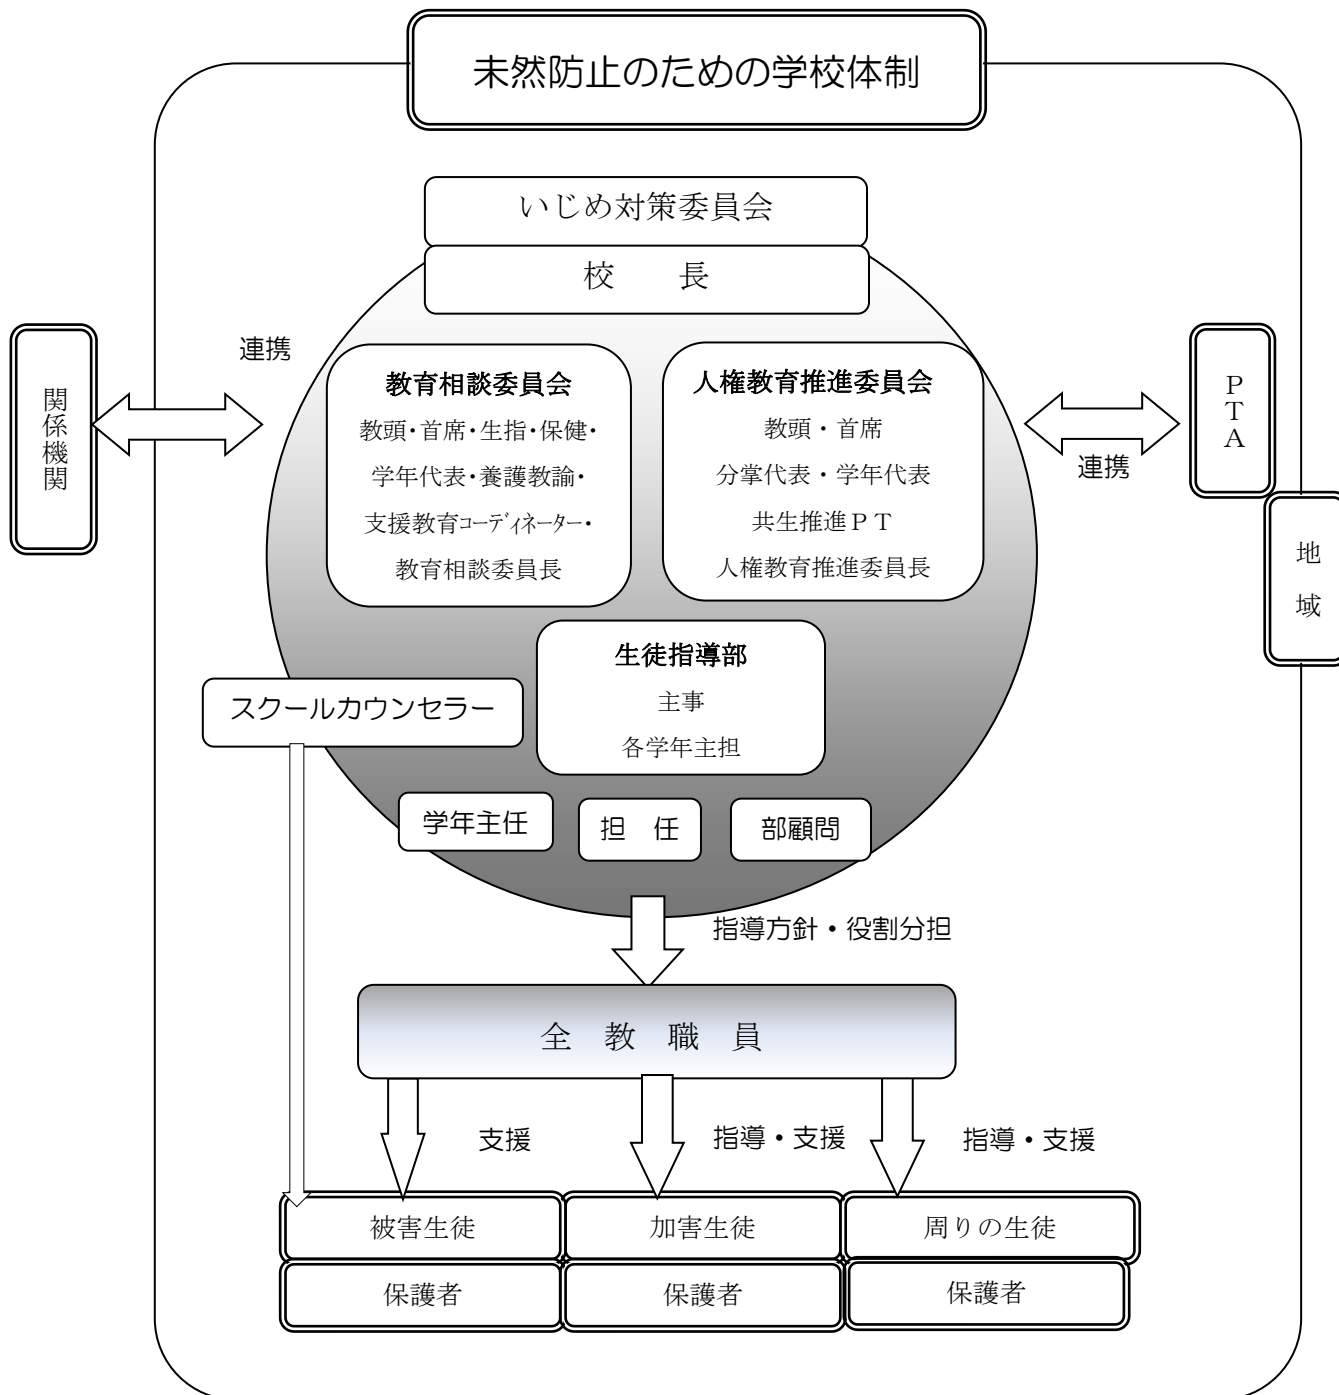 未然防止のための学校体制
いじめ対策委員会
校　　長
連携
関係機関
教育相談委員会
教頭・首席・生指・保健・
学年代表・養護教諭・
支援教育ｺｰﾃﾞｨﾈｰﾀｰ・
教育相談委員長
人権教育推進委員会
教頭・首席
分掌代表・学年代表
共生推進ＰＴ
人権教育推進委員長
連携
ＰＴＡ
地域
生徒指導部
主事
各学年主担
スクールカウンセラー
学年主任
担　任
部顧問
指導方針・役割分担
全　教　職　員
支援
指導・支援
指導・支援
被害生徒
加害生徒
周りの生徒
保護者
保護者
保護者